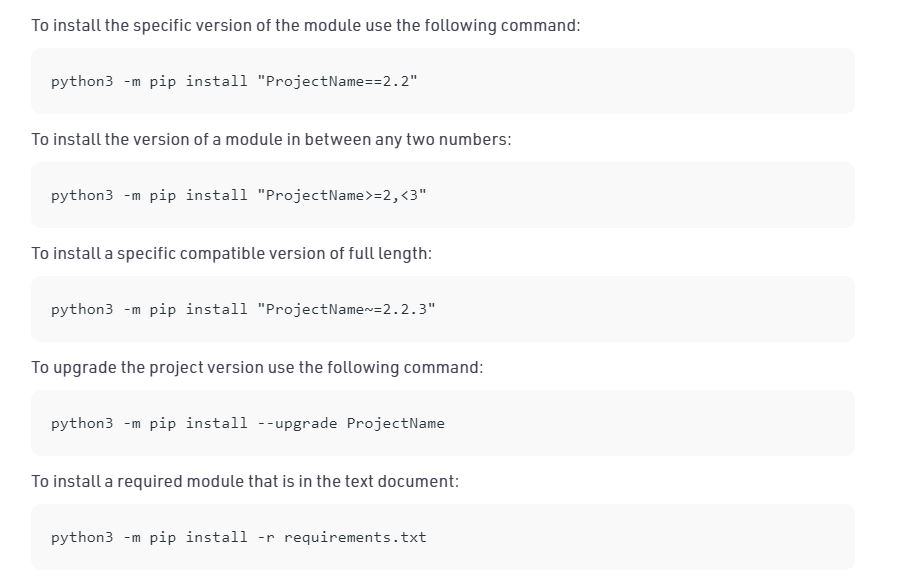 To install the specific version of the module use the following command:
python3 -m pip install "ProjectName==2.2"
To install the version of a module in between any two numbers:
python3 -m pip install "ProjectName>=2,<3"
To install a specific compatible version of full length:
python3 -m pip install "ProjectName~=2.2.3"
To upgrade the project version use the following command:
python3 -m pip install --upgrade ProjectName
To install a required module that is in the text document:
python3 -m pip install -r requirements.txt